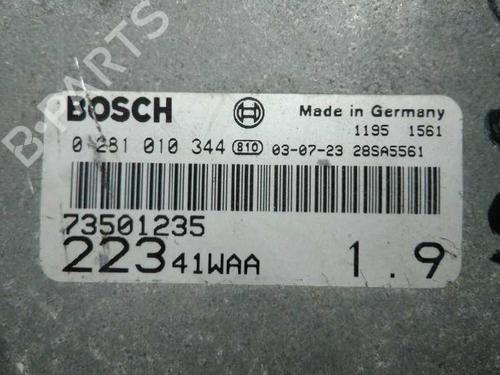 B-PARTS
BOSCH Made in Germany
1195 1561
0 281 010 344 810 03-07-23 28SA5561
73501235
22341WAA 1.9